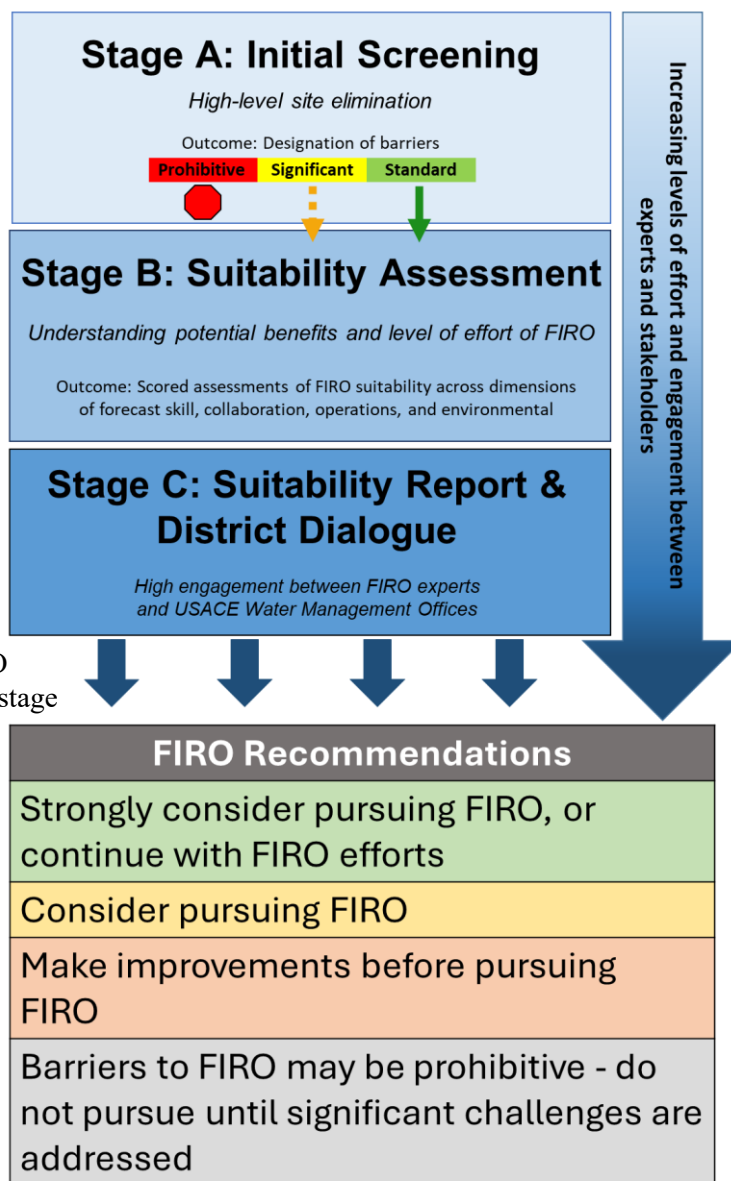 Stage A: Initial Screening
High-level site elimination
Outcome: Designation of barriers
Prohibitive Significant Standard
Stage B: Suitability Assessment
Understanding potential benefits and level of effort of FIRO
Outcome: Scored assessments of FIRO suitability across dimensions
of forecast skill, collaboration, operations, and environmental
Stage C: Suitability Report &
District Dialogue
High engagement between FIRO experts
and USACE Water Management Offices
Increasing levels of effort and engagement between
experts and stakeholders
stage
FIRO Recommendations
Strongly consider pursuing FIRO, or
continue with FIRO efforts
Consider pursuing FIRO
Make improvements before pursuing
FIRO
Barriers to FIRO may be prohibitive - do
not pursue until significant challenges are
addressed